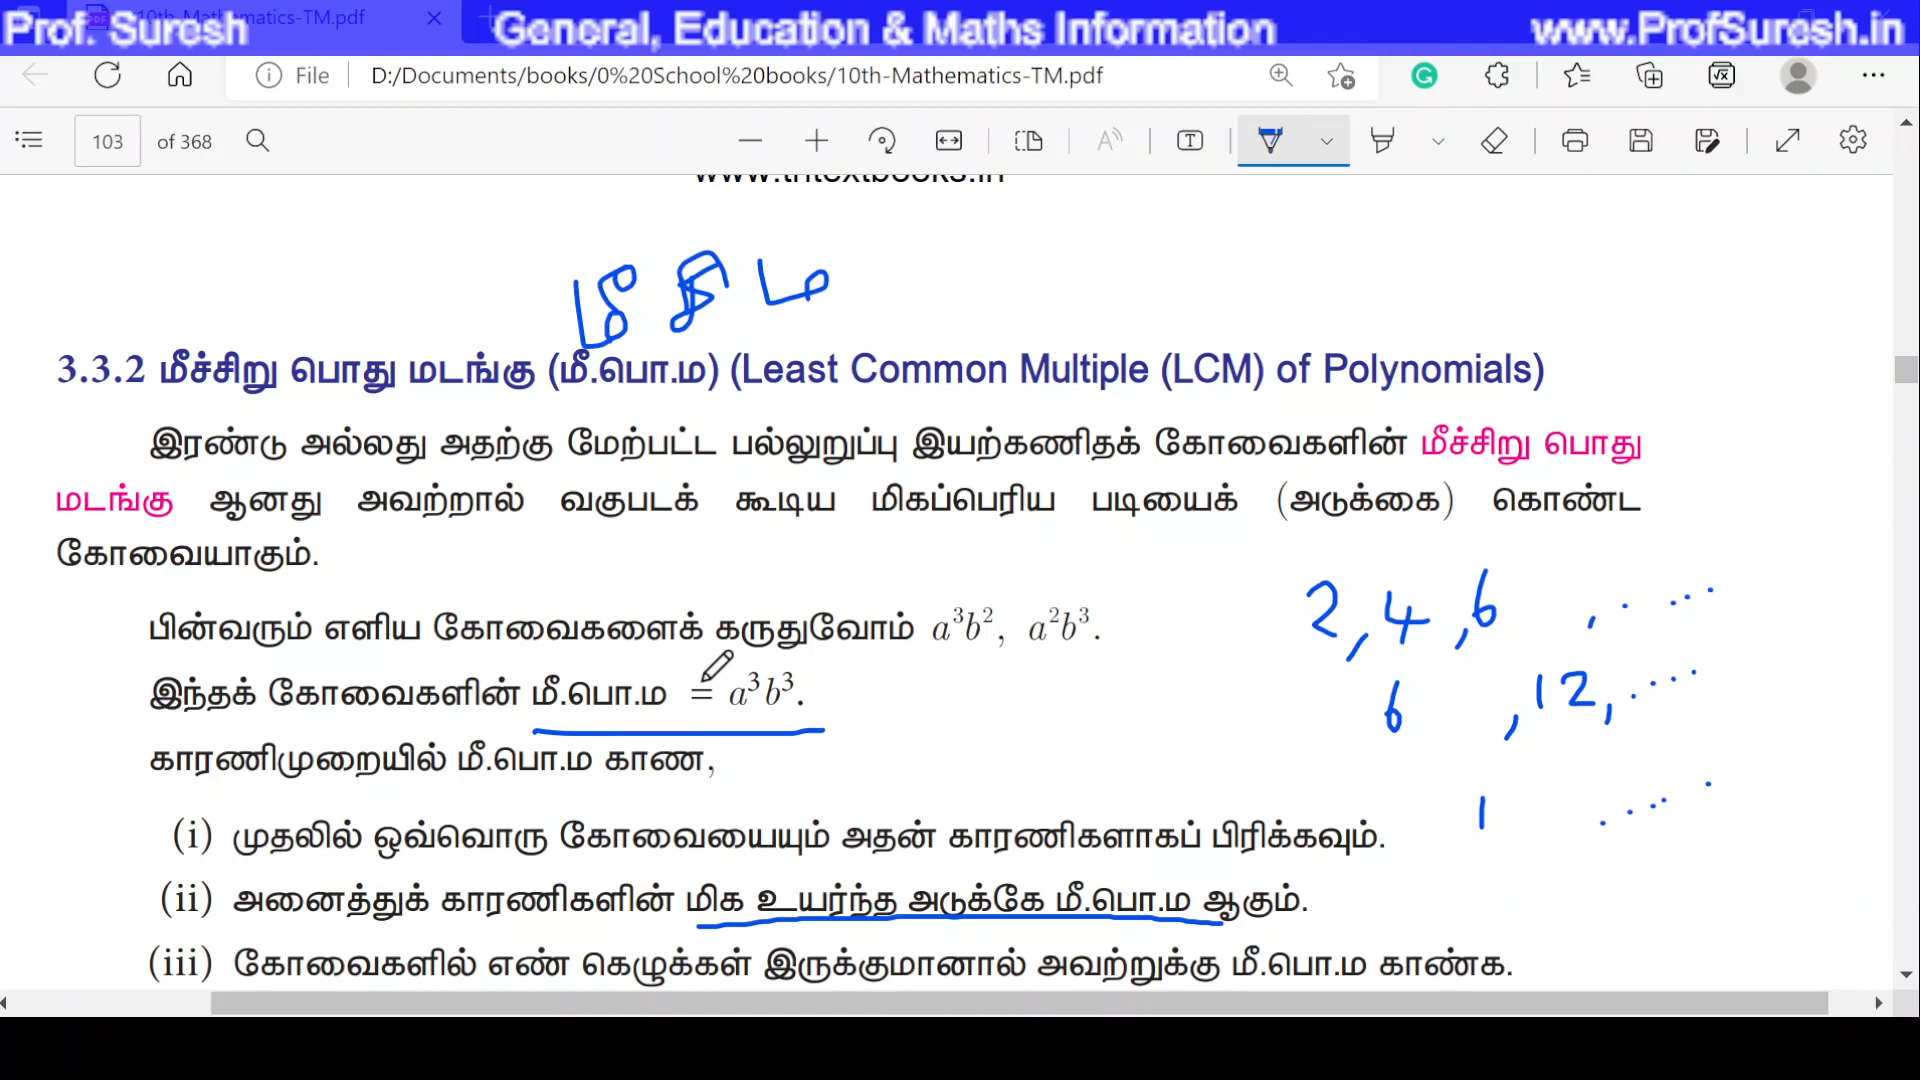 10th-Mathematics-TM.pdf
Prof. Suresh General, Education & Maths Information www.ProfSuresh.in
File D:/Documents/books/0%20School%20books/10th-Mathematics-TM.pdf
103 of 368
www.tntextbooks.in
மீ சி ம
3.3.2 மீச்சிறு பொது மடங்கு (மீ.பொ.ம) (Least Common Multiple (LCM) of Polynomials)
இரண்டு அல்லது அதற்கு மேற்பட்ட பல்லுறுப்பு இயற்கணிதக் கோவைகளின் மீச்சிறு பொது
மடங்கு ஆனது அவற்றால் வகுபடக் கூடிய மிகப்பெரிய படியைக் (அடுக்கை) கொண்ட
கோவையாகும்.
2, 4, 6, .....
பின்வரும் எளிய கோவைகளைக் கருதுவோம் a³b², a²b³.
இந்தக் கோவைகளின் மீ.பொ.ம = a³b³.
6, 12, .....
காரணிமுறையில் மீ.பொ.ம காண,
1 .....
(i) முதலில் ஒவ்வொரு கோவையையும் அதன் காரணிகளாகப் பிரிக்கவும்.
(ii) அனைத்துக் காரணிகளின் மிக உயர்ந்த அடுக்கே மீ.பொ.ம ஆகும்.
(iii) கோவைகளில் எண் கெழுக்கள் இருக்குமானால் அவற்றுக்கு மீ.பொ.ம காண்க.